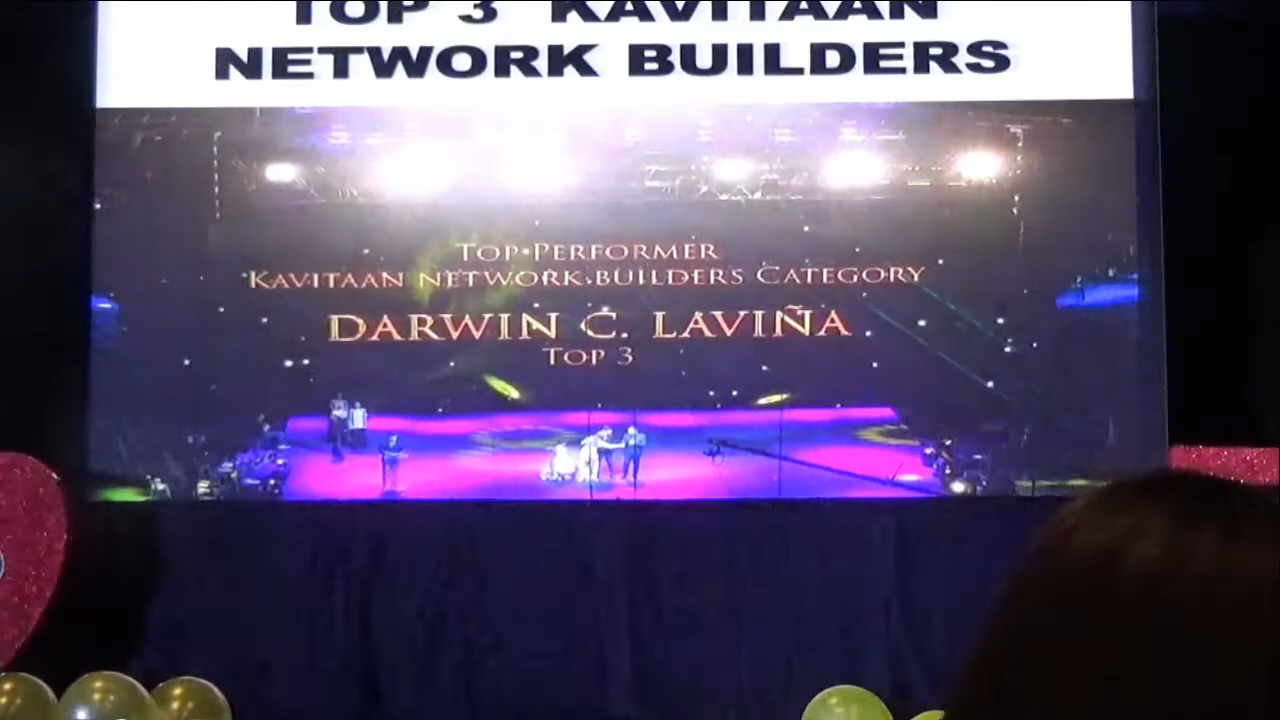 TOP 3 KAVITAAN
NETWORK BUILDERS
TOP PERFORMER
KAVITAAN NETWORK BUILDERS CATEGORY
DARWIN C. LAVIÑA
TOP 3